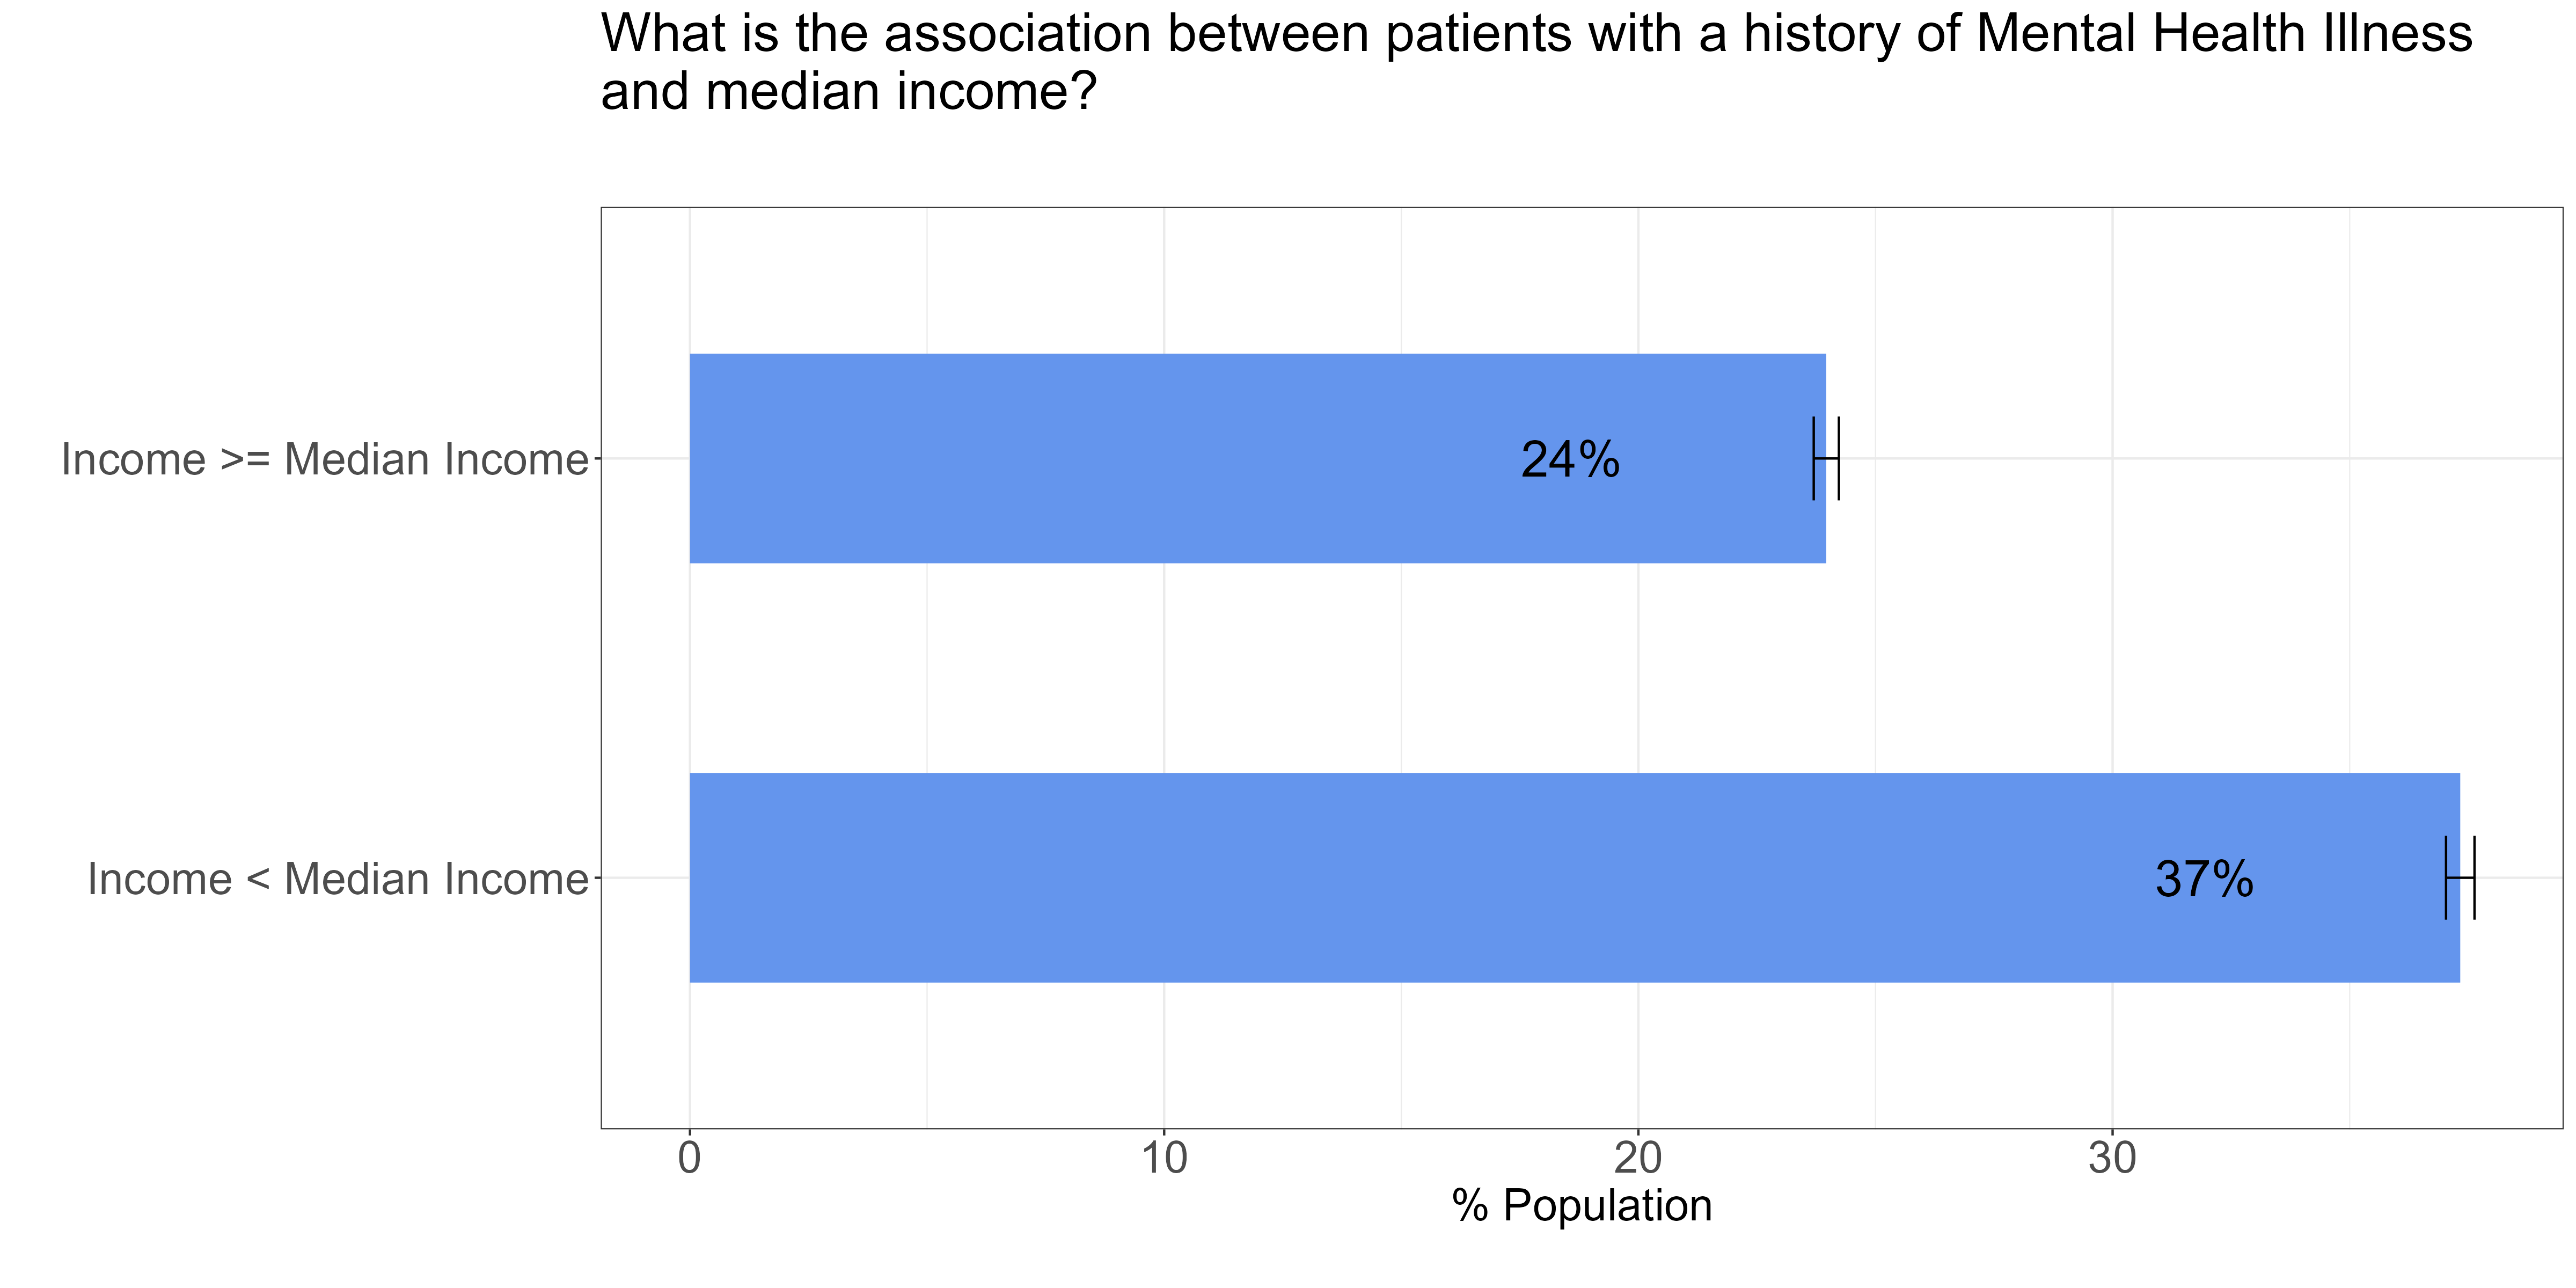 What is the association between patients with a history of Mental Health Illness
and median income?
Income >= Median Income
24%
Income < Median Income
37%
0 10 20 30
% Population